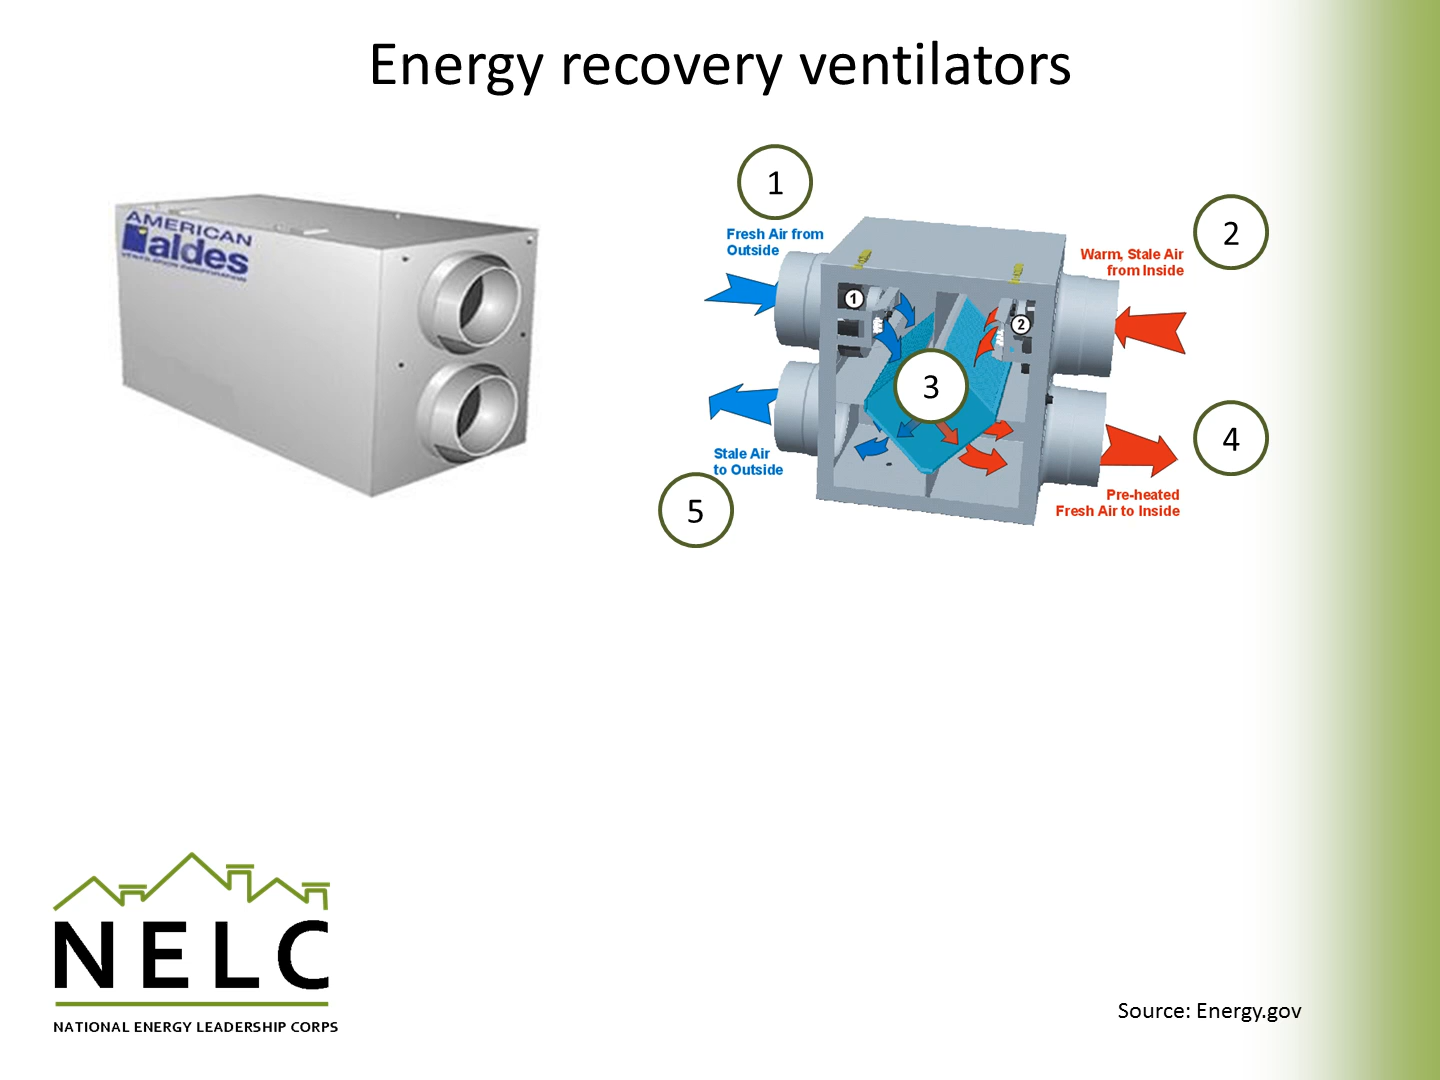 Energy recovery ventilators
AMERICAN
aldes
VENTILATION CORPORATION
1
Fresh Air from
Outside
2
Warm, Stale Air
from Inside
1
2
3
4
Stale Air
to Outside
5
Pre-heated
Fresh Air to Inside
NELC
NATIONAL ENERGY LEADERSHIP CORPS
Source: Energy.gov